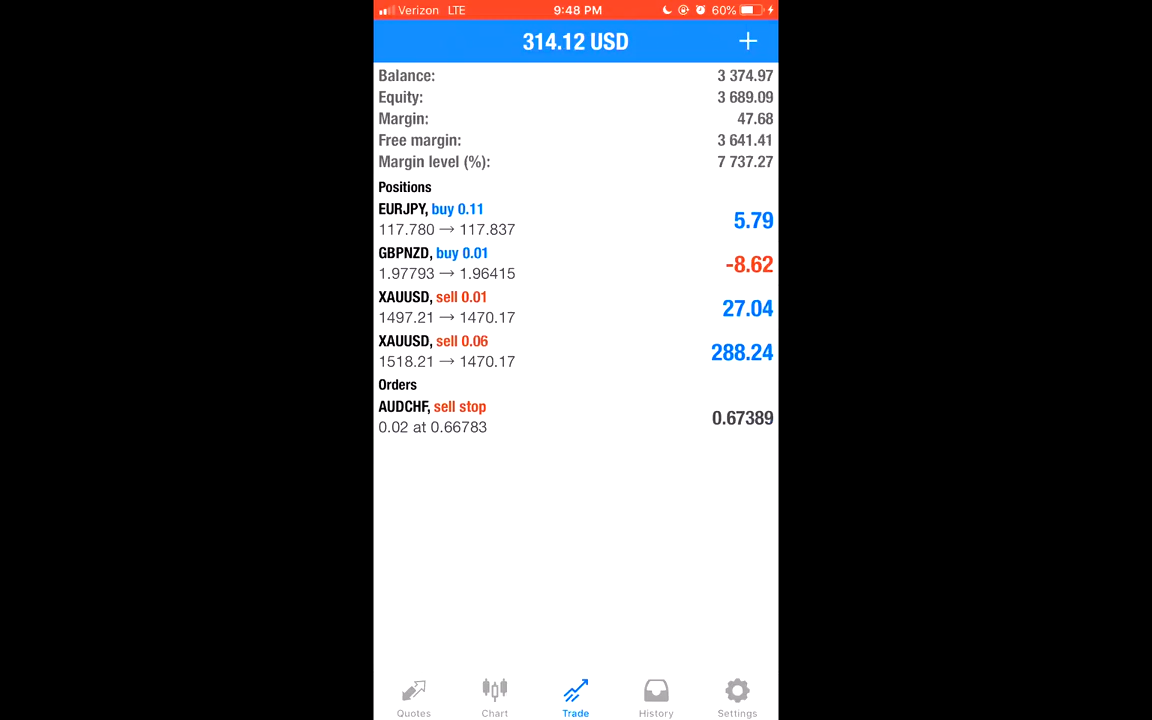 Verizon LTE 9:48 PM 60%
314.12 USD +
Balance: 3 374.97
Equity: 3 689.09
Margin: 47.68
Free margin: 3 641.41
Margin level (%): 7 737.27
Positions
EURJPY, buy 0.11
117.780 → 117.837 5.79
GBPNZD, buy 0.01
1.97793 → 1.96415 -8.62
XAUUSD, sell 0.01
1497.21 → 1470.17 27.04
XAUUSD, sell 0.06
1518.21 → 1470.17 288.24
Orders
AUDCHF, sell stop
0.02 at 0.66783 0.67389
Quotes Chart Trade History Settings